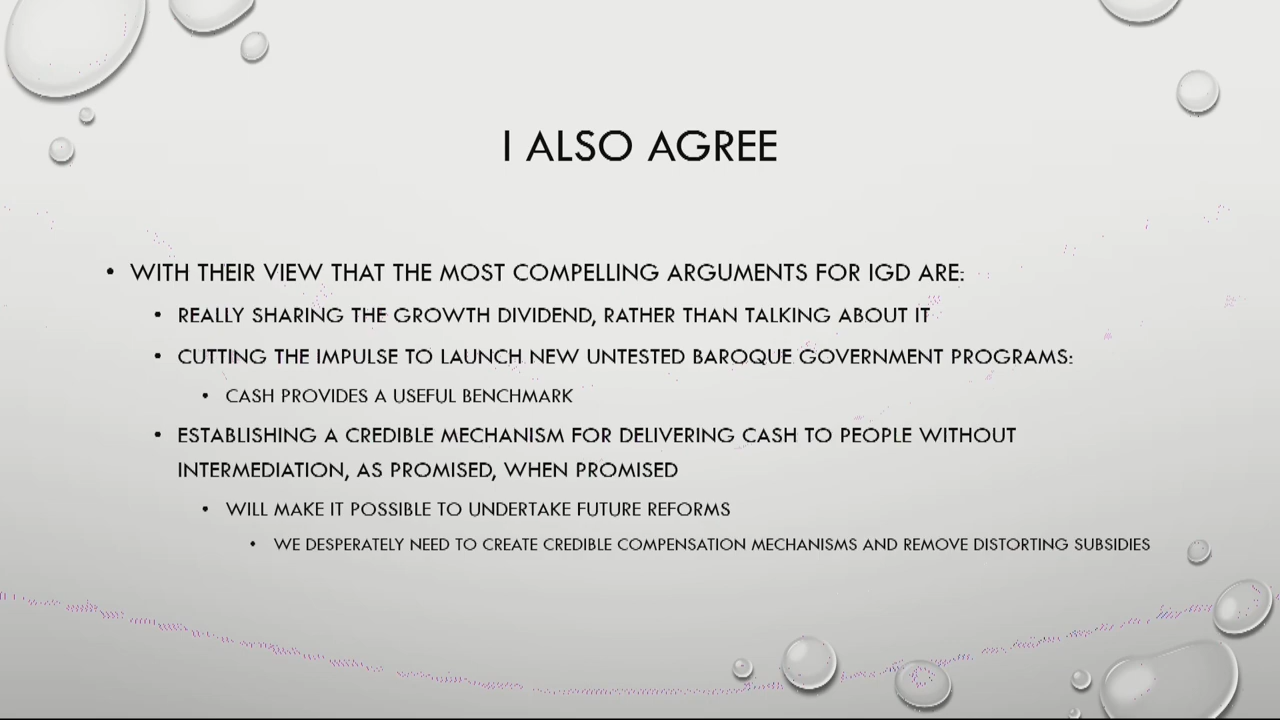 I ALSO AGREE
• WITH THEIR VIEW THAT THE MOST COMPELLING ARGUMENTS FOR IGD ARE:
• REALLY SHARING THE GROWTH DIVIDEND, RATHER THAN TALKING ABOUT IT
• CUTTING THE IMPULSE TO LAUNCH NEW UNTESTED BAROQUE GOVERNMENT PROGRAMS:
• CASH PROVIDES A USEFUL BENCHMARK
• ESTABLISHING A CREDIBLE MECHANISM FOR DELIVERING CASH TO PEOPLE WITHOUT
INTERMEDIATION, AS PROMISED, WHEN PROMISED
• WILL MAKE IT POSSIBLE TO UNDERTAKE FUTURE REFORMS
• WE DESPERATELY NEED TO CREATE CREDIBLE COMPENSATION MECHANISMS AND REMOVE DISTORTING SUBSIDIES